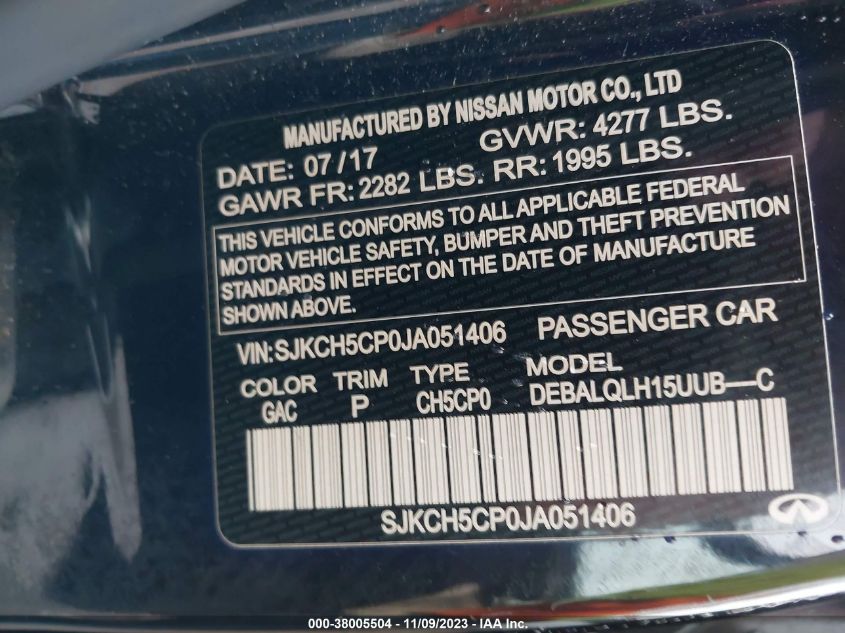 MANUFACTURED BY NISSAN MOTOR CO., LTD
DATE: 07/17 GVWR: 4277 LBS.
GAWR FR: 2282 LBS. RR: 1995 LBS.
THIS VEHICLE CONFORMS TO ALL APPLICABLE FEDERAL
MOTOR VEHICLE SAFETY, BUMPER AND THEFT PREVENTION
STANDARDS IN EFFECT ON THE DATE OF MANUFACTURE
SHOWN ABOVE.
VIN:SJKCH5CP0JA051406 PASSENGER CAR
COLOR TRIM TYPE MODEL
GAC P CH5CP0 DEBALQLH15UUB—C
SJKCH5CP0JA051406
000-38005504 - 11/09/2023 - IAA Inc.